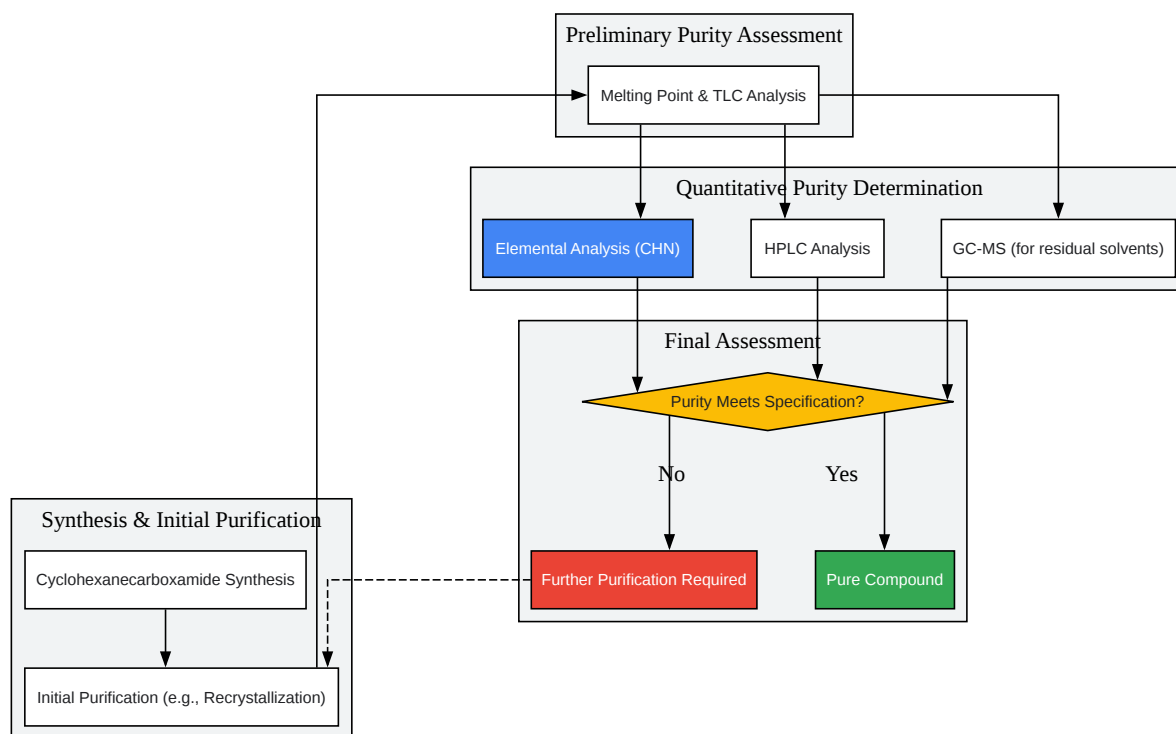 Preliminary Purity Assessment
Melting Point & TLC Analysis
Quantitative Purity Determination
Elemental Analysis (CHN)
HPLC Analysis
GC-MS (for residual solvents)
Final Assessment
Purity Meets Specification?
No
Yes
Further Purification Required
Pure Compound
Synthesis & Initial Purification
Cyclohexanecarboxamide Synthesis
Initial Purification (e.g., Recrystallization)